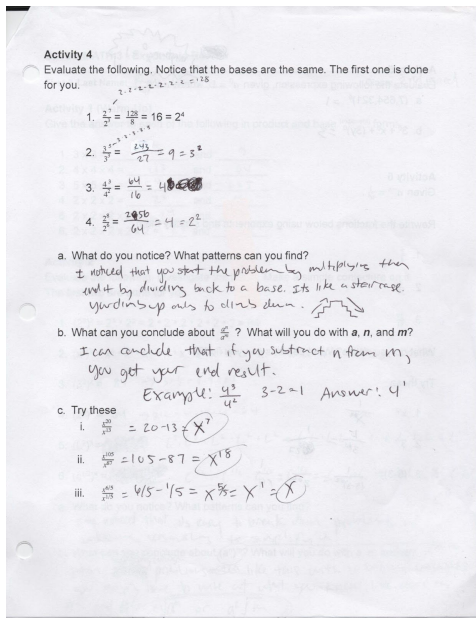 Activity 4
Evaluate the following. Notice that the bases are the same. The first one is done
for you.
2·2·2·2·2·2·2=128
1. 2⁷/2³ = 128/8 = 16 = 2⁴
3·3·3·3·3
2. 3⁵/3³ = 243/27 = 9 = 3²
3. 4³/4² = 64/16 = 4
4. 2⁸/2⁶ = 256/64 = 4 = 2²
a. What do you notice? What patterns can you find?
I noticed that you start the problem by multiplying then
end it by dividing back to a base. Its like a staircase.
You climb up only to climb down.
b. What can you conclude about ? What will you do with a, n, and m?
I can conclude that if you subtract n from m,
you get your end result.
Example: 4³/4² 3-2=1 Answer: 4¹
c. Try these
i. x²⁰/x¹³ = 20-13 = x⁷
ii. x¹⁰⁵/x⁸⁷ = 105-87 = x¹⁸
iii. x^6/5/x^1/5 = 6/5 - 1/5 = x^5/5 = x¹ = x